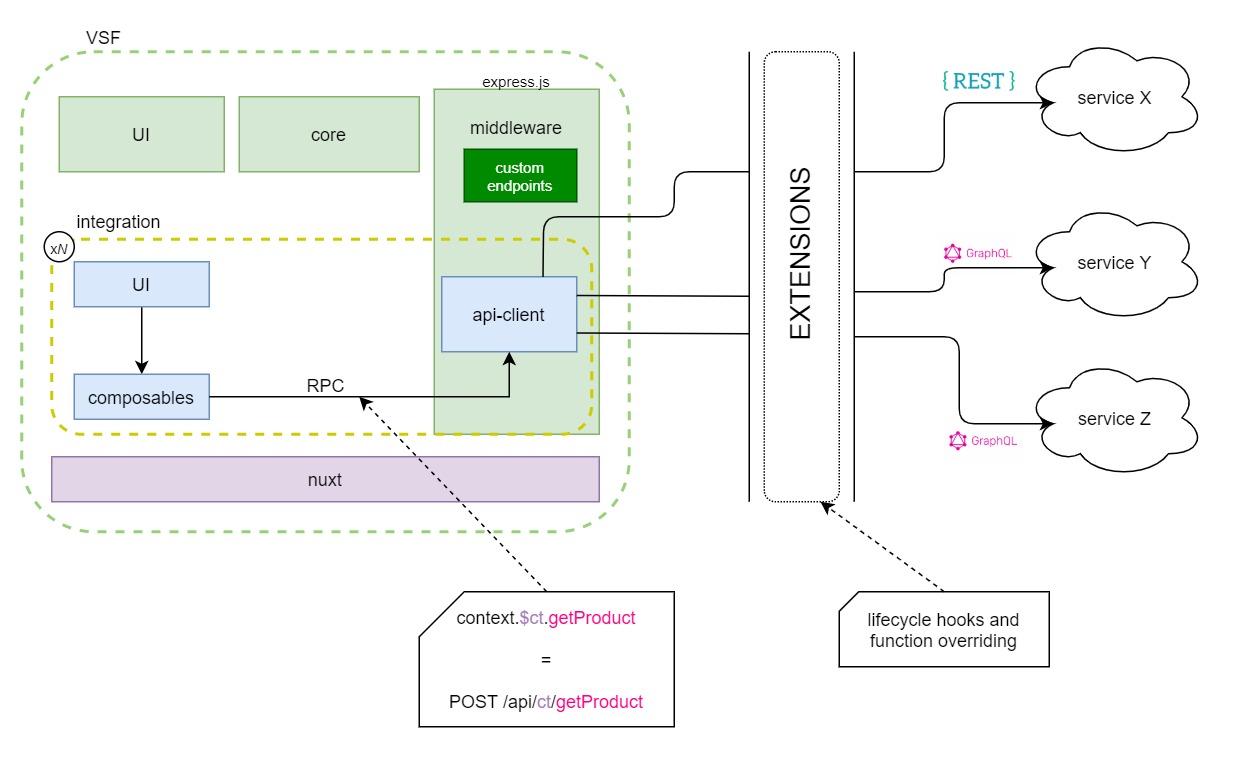 VSF
express.js
UI
core
middleware
custom
endpoints
integration
xN
UI
api-client
composables
RPC
nuxt
EXTENSIONS
{ REST }
service X
GraphQL
service Y
service Z
GraphQL
context.$ct.getProduct
=
POST /api/ct/getProduct
lifecycle hooks and
function overriding